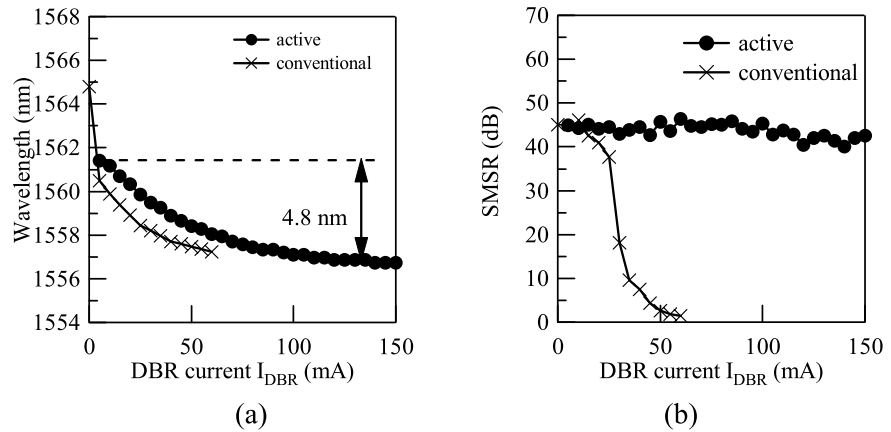 1568
1566
1564
1562
1560
1558
1556
1554
Wavelength (nm)
active
conventional
4.8 nm
0
50
100
150
DBR current I_DBR (mA)
(a)
70
60
50
40
30
20
10
0
SMSR (dB)
active
conventional
0
50
100
150
DBR current I_DBR (mA)
(b)